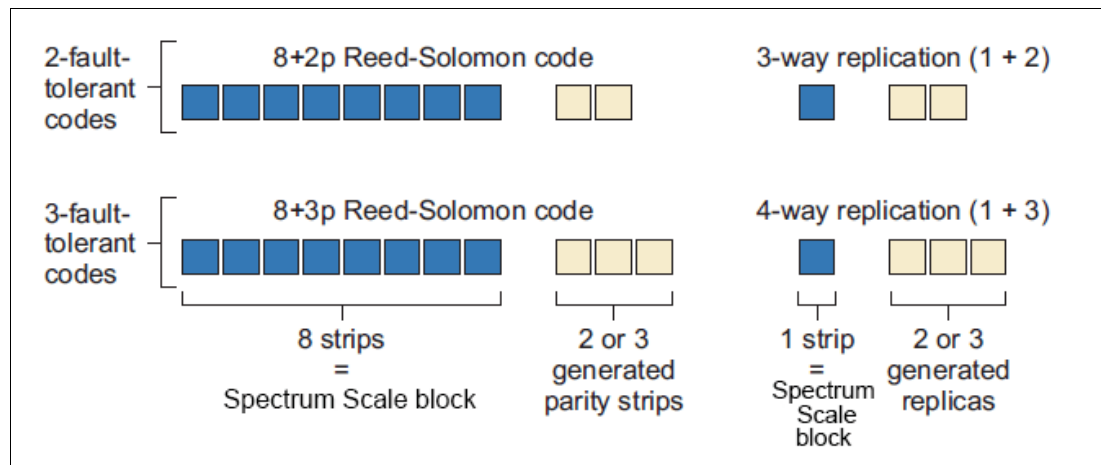 2-fault-
tolerant
codes
8+2p Reed-Solomon code
3-way replication (1 + 2)
3-fault-
tolerant
codes
8+3p Reed-Solomon code
4-way replication (1 + 3)
8 strips
=
Spectrum Scale block
2 or 3
generated
parity strips
1 strip
=
Spectrum
Scale
block
2 or 3
generated
replicas